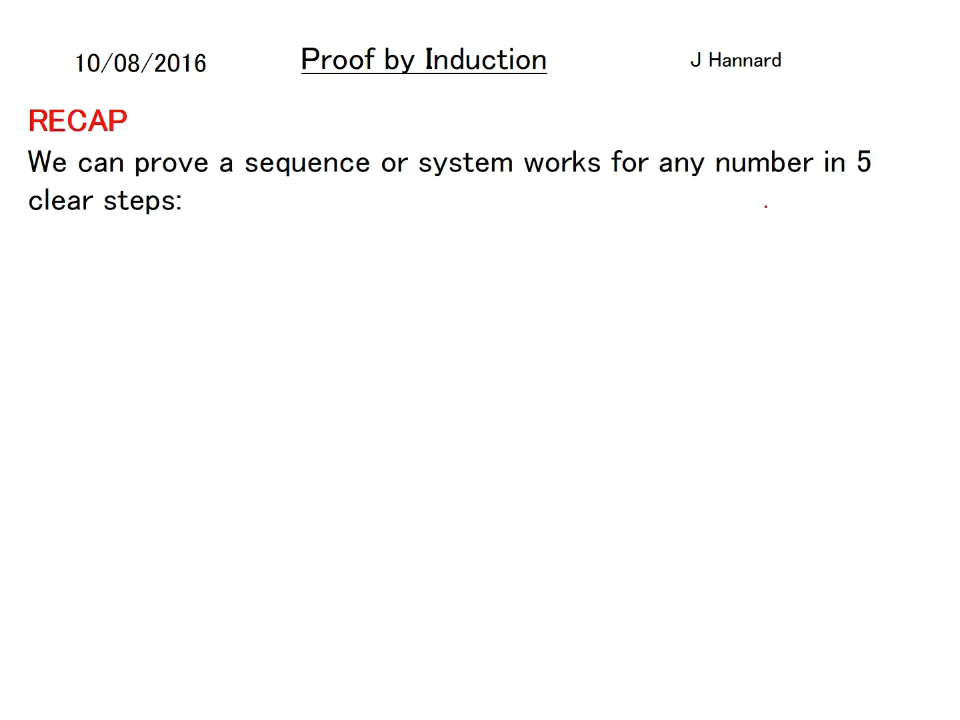 10/08/2016 Proof by Induction J Hannard
RECAP
We can prove a sequence or system works for any number in 5
clear steps: